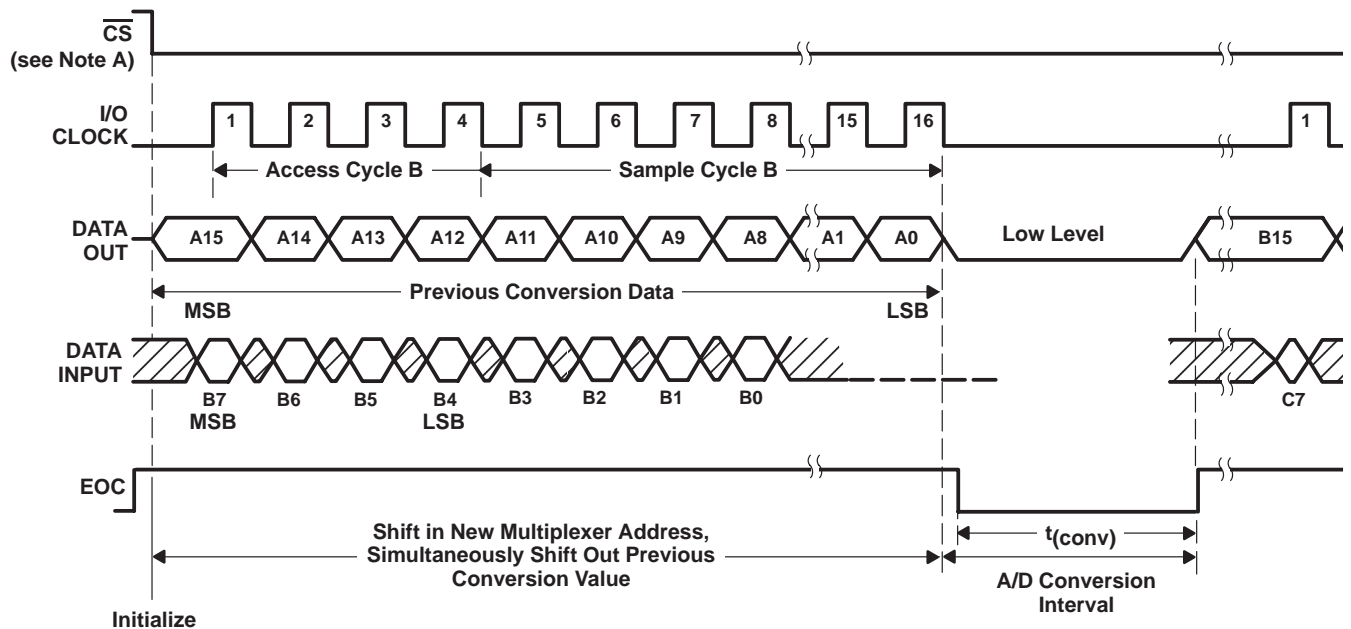 CS
(see Note A)
I/O
CLOCK
1 2 3 4 5 6 7 8 15 16 1
Access Cycle B Sample Cycle B
DATA
OUT
A15 A14 A13 A12 A11 A10 A9 A8 A1 A0 Low Level B15
Previous Conversion Data
MSB LSB
DATA
INPUT
B7 B6 B5 B4 B3 B2 B1 B0 C7
MSB LSB
EOC
Shift in New Multiplexer Address,
Simultaneously Shift Out Previous
Conversion Value
t(conv)
A/D Conversion
Interval
Initialize